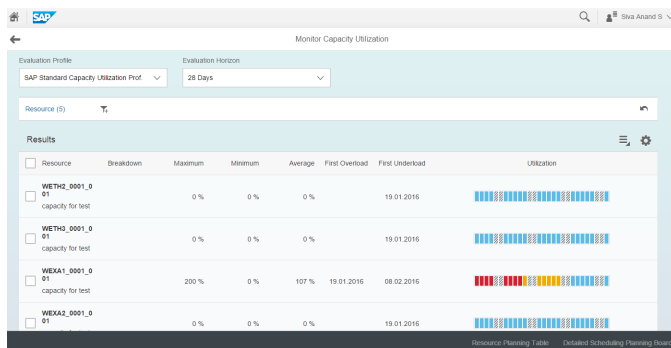 SAP
Siva Anand S
Monitor Capacity Utilization
Evaluation Profile Evaluation Horizon
SAP Standard Capacity Utilization Prof. 28 Days
Resource (5)
Results
Resource Breakdown Maximum Minimum Average First Overload First Underload Utilization
WETH2_0001_0
01 0 % 0 % 0 % 19.01.2016
capacity for test
WETH3_0001_0
01 0 % 0 % 0 % 19.01.2016
capacity for test
WEXA1_0001_0
01 200 % 0 % 107 % 19.01.2016 08.02.2016
capacity for test
WEXA2_0001_0
01 0 % 0 % 0 % 19.01.2016
Resource Planning Table Detailed Scheduling Planning Boar